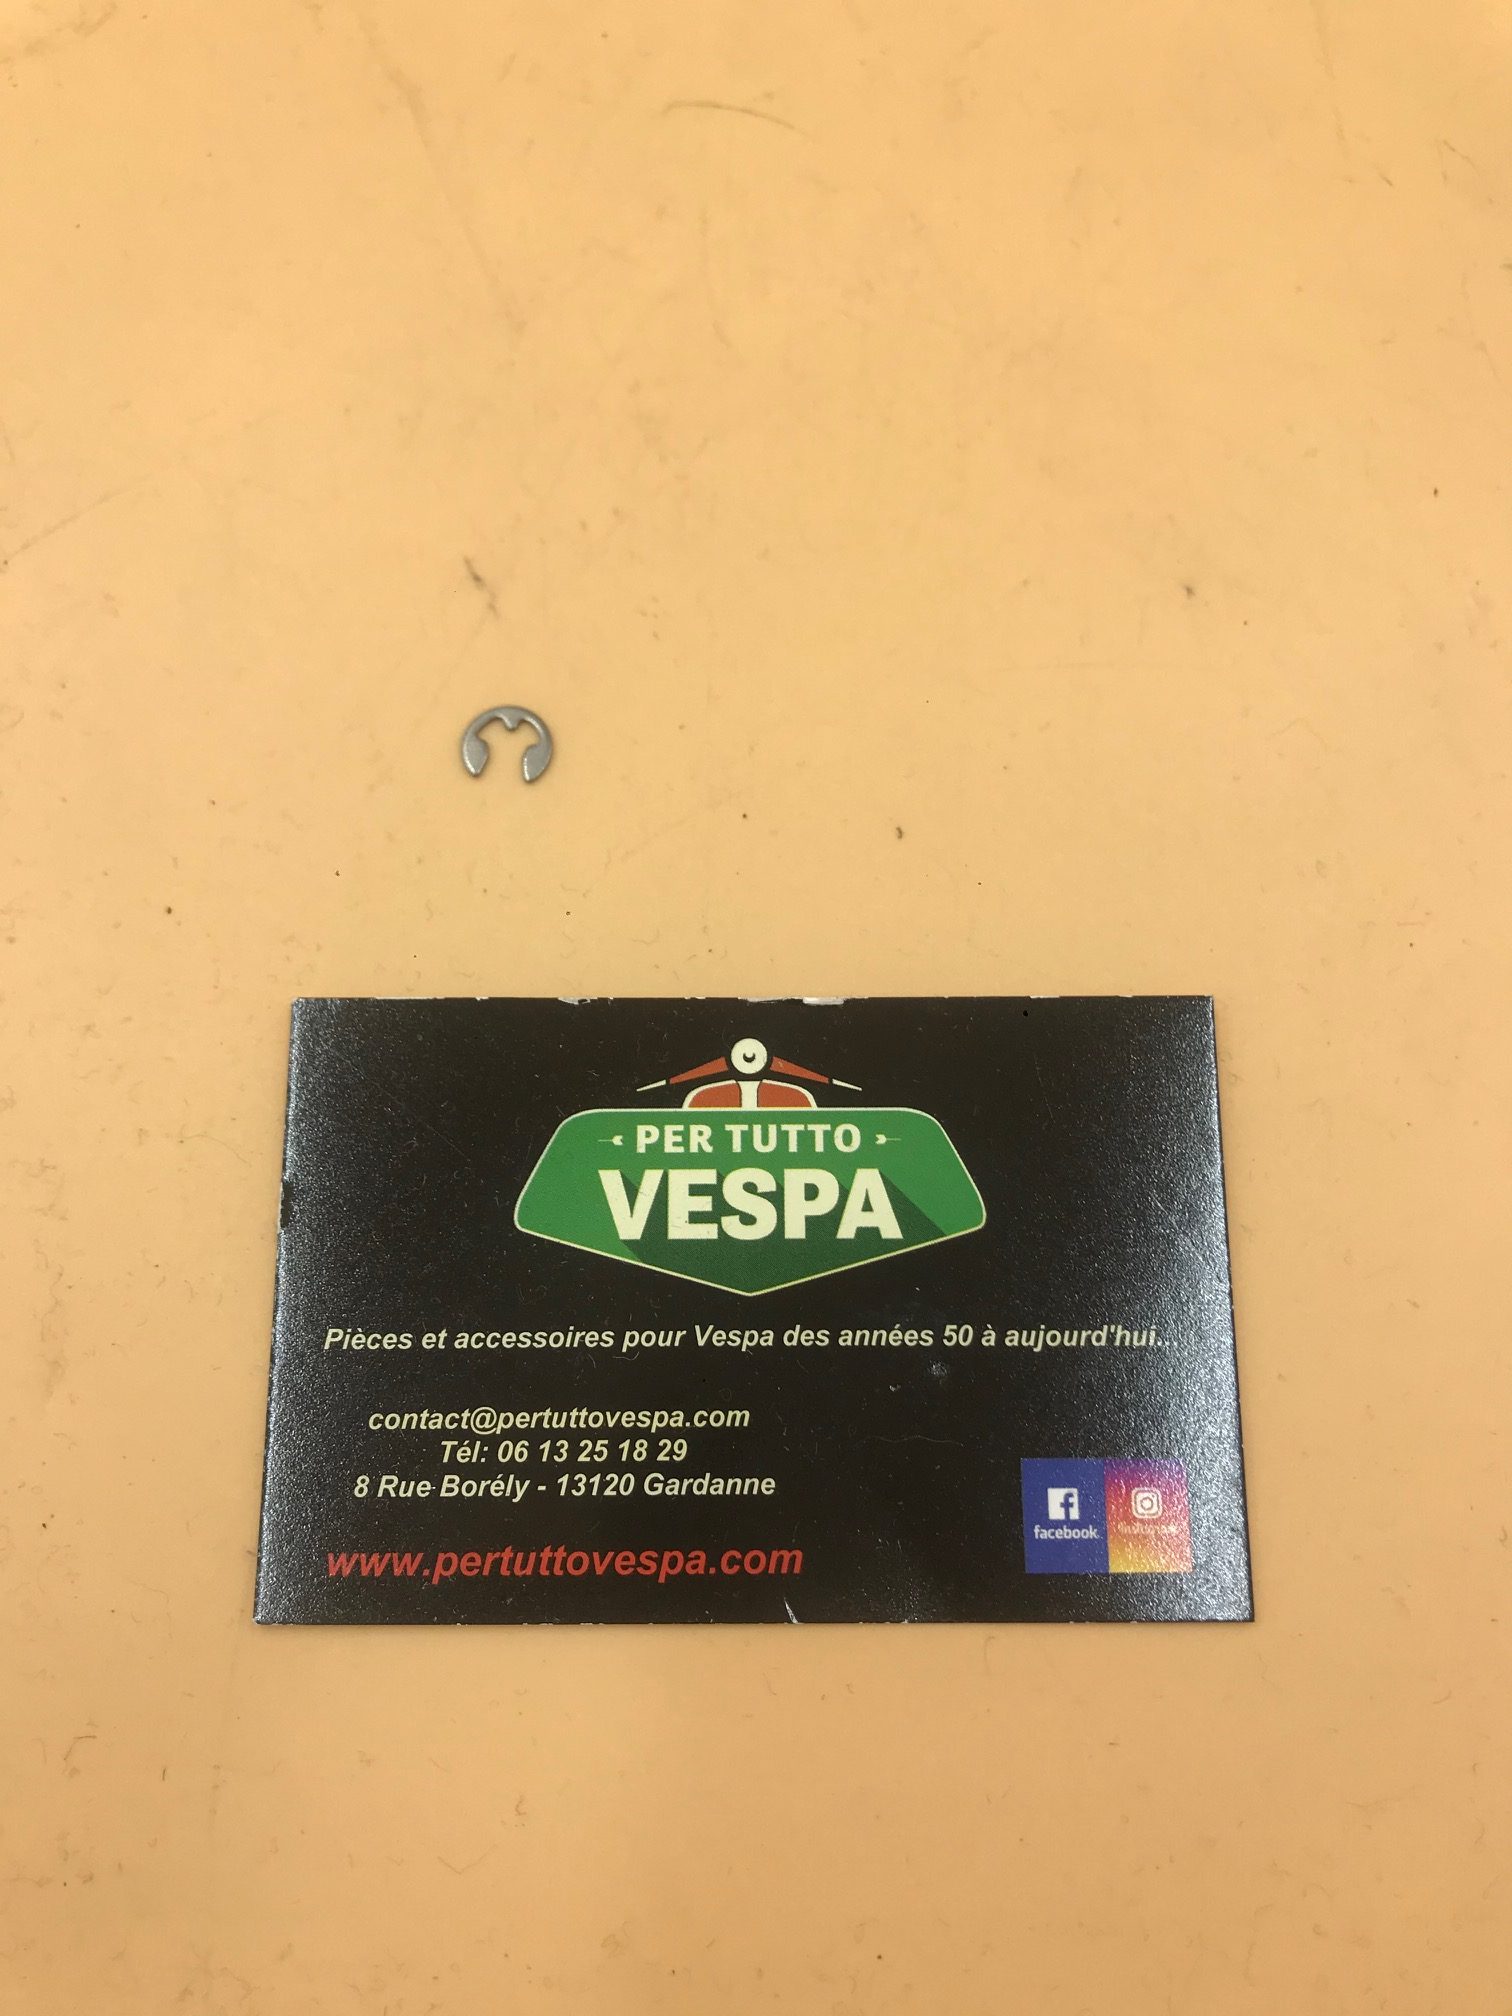 PER TUTTO
VESPA
Pièces et accessoires pour Vespa des années 50 à aujourd'hui...
contact@pertuttovespa.com
Tél: 06 13 25 18 29
8 Rue Borély - 13120 Gardanne
www.pertuttovespa.com
facebook